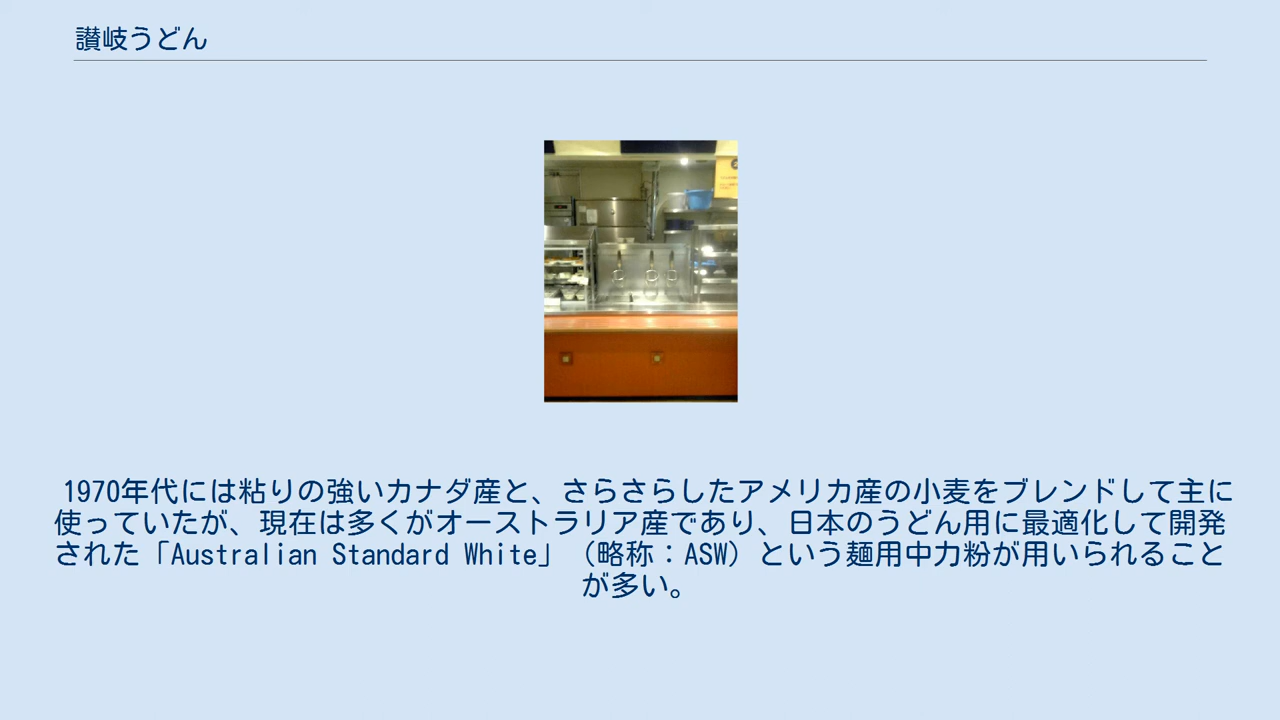 讃岐うどん
1970年代には粘りの強いカナダ産と、さらさらしたアメリカ産の小麦をブレンドして主に
使っていたが、現在は多くがオーストラリア産であり、日本のうどん用に最適化して開発
された「Australian Standard White」（略称：ASW）という麺用中力粉が用いられること
が多い。